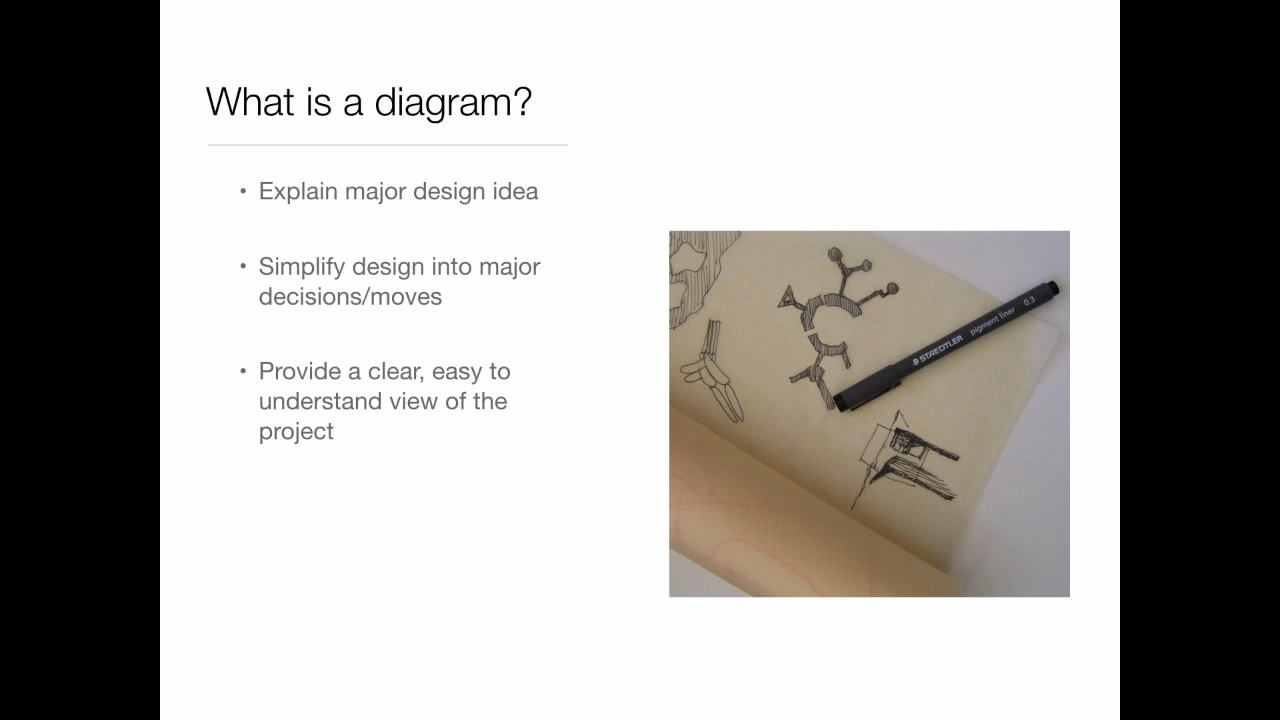 What is a diagram?
• Explain major design idea
• Simplify design into major
decisions/moves
• Provide a clear, easy to
understand view of the
project
STAEDTLER pigment liner 0.3